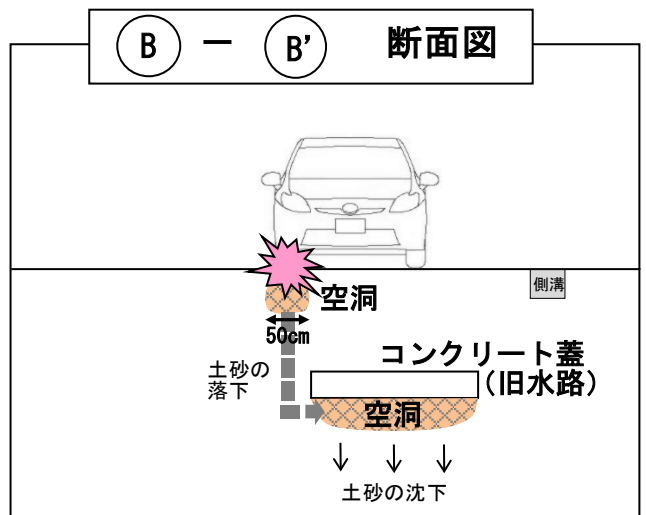 B － B' 断面図
側溝
空洞
50cm
土砂の
落下
コンクリート蓋
（旧水路）
空洞
土砂の沈下